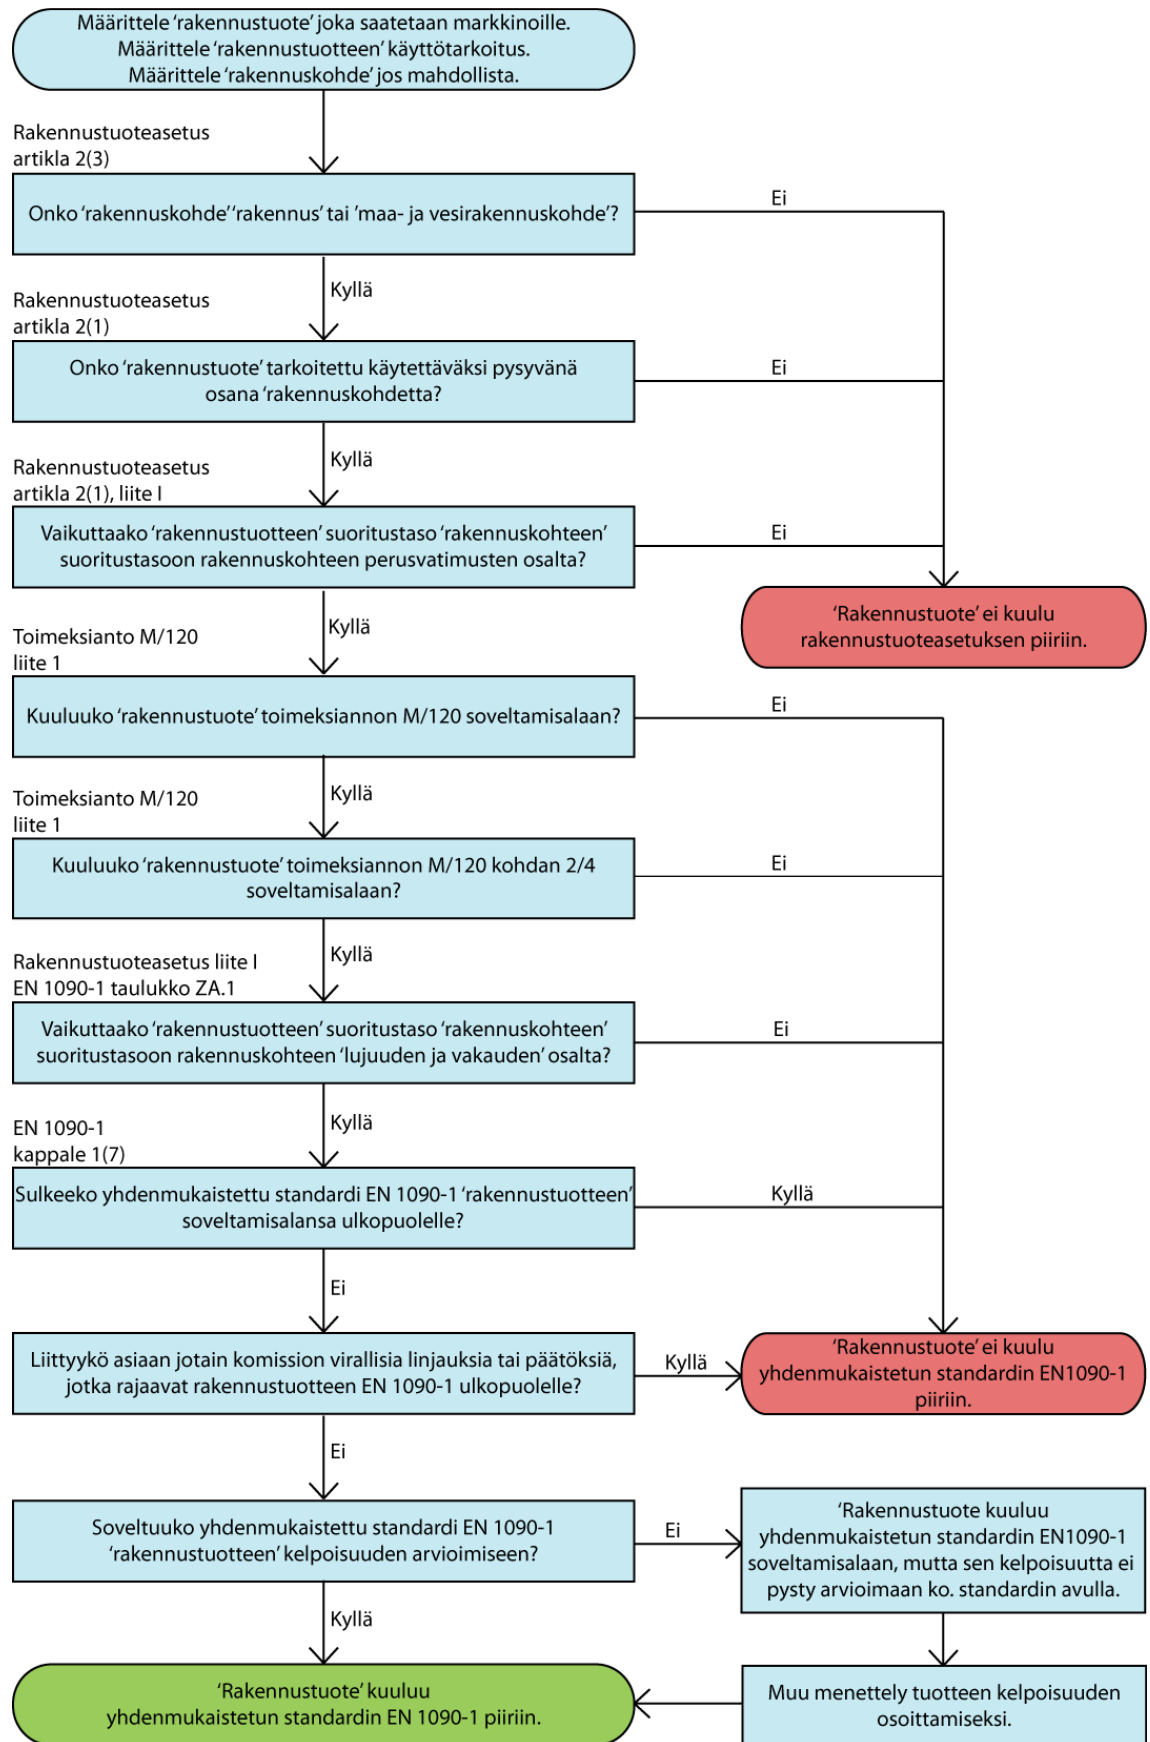 Määrittele ‘rakennustuote’ joka saatetaan markkinoille.
Määrittele ‘rakennustuotteen’ käyttötarkoitus.
Määrittele ‘rakennuskohde’ jos mahdollista.
Rakennustuoteasetus
artikla 2(3)
Onko ‘rakennuskohde’ ‘rakennus’ tai ’maa- ja vesirakennuskohde’?
Ei
Kyllä
Rakennustuoteasetus
artikla 2(1)
Onko ‘rakennustuote’ tarkoitettu käytettäväksi pysyvänä
osana ‘rakennuskohdetta?
Ei
Kyllä
Rakennustuoteasetus
artikla 2(1), liite I
Vaikuttaako ‘rakennustuotteen’ suoritustaso ‘rakennuskohteen’
suoritustasoon rakennuskohteen perusvatimusten osalta?
Ei
‘Rakennustuote’ ei kuulu
rakennustuoteasetuksen piiriin.
Kyllä
Toimeksianto M/120
liite 1
Kuuluuko ‘rakennustuote’ toimeksiannon M/120 soveltamisalaan?
Ei
Kyllä
Toimeksianto M/120
liite 1
Kuuluuko ‘rakennustuote’ toimeksiannon M/120 kohdan 2/4
soveltamisalaan?
Ei
Kyllä
Rakennustuoteasetus liite I
EN 1090-1 taulukko ZA.1
Vaikuttaako ‘rakennustuotteen’ suoritustaso ‘rakennuskohteen’
suoritustasoon rakennuskohteen ‘lujuuden ja vakauden’ osalta?
Ei
Kyllä
EN 1090-1
kappale 1(7)
Sulkeeko yhdenmukaistettu standardi EN 1090-1 ‘rakennustuotteen’
soveltamisalansa ulkopuolelle?
Kyllä
Ei
Liittyykö asiaan jotain komission virallisia linjauksia tai päätöksiä,
jotka rajaavat rakennustuotteen EN 1090-1 ulkopuolelle?
Kyllä
‘Rakennustuote’ ei kuulu
yhdenmukaistetun standardin EN1090-1
piiriin.
Ei
Soveltuuko yhdenmukaistettu standardi EN 1090-1
‘rakennustuotteen’ kelpoisuuden arvioimiseen?
Ei
‘Rakennustuote kuuluu
yhdenmukaistetun standardin EN1090-1
soveltamisalaan, mutta sen kelpoisuutta ei
pysty arvioimaan ko. standardin avulla.
Kyllä
‘Rakennustuote’ kuuluu
yhdenmukaistetun standardin EN 1090-1 piiriin.
Muu menettely tuotteen kelpoisuuden
osoittamiseksi.